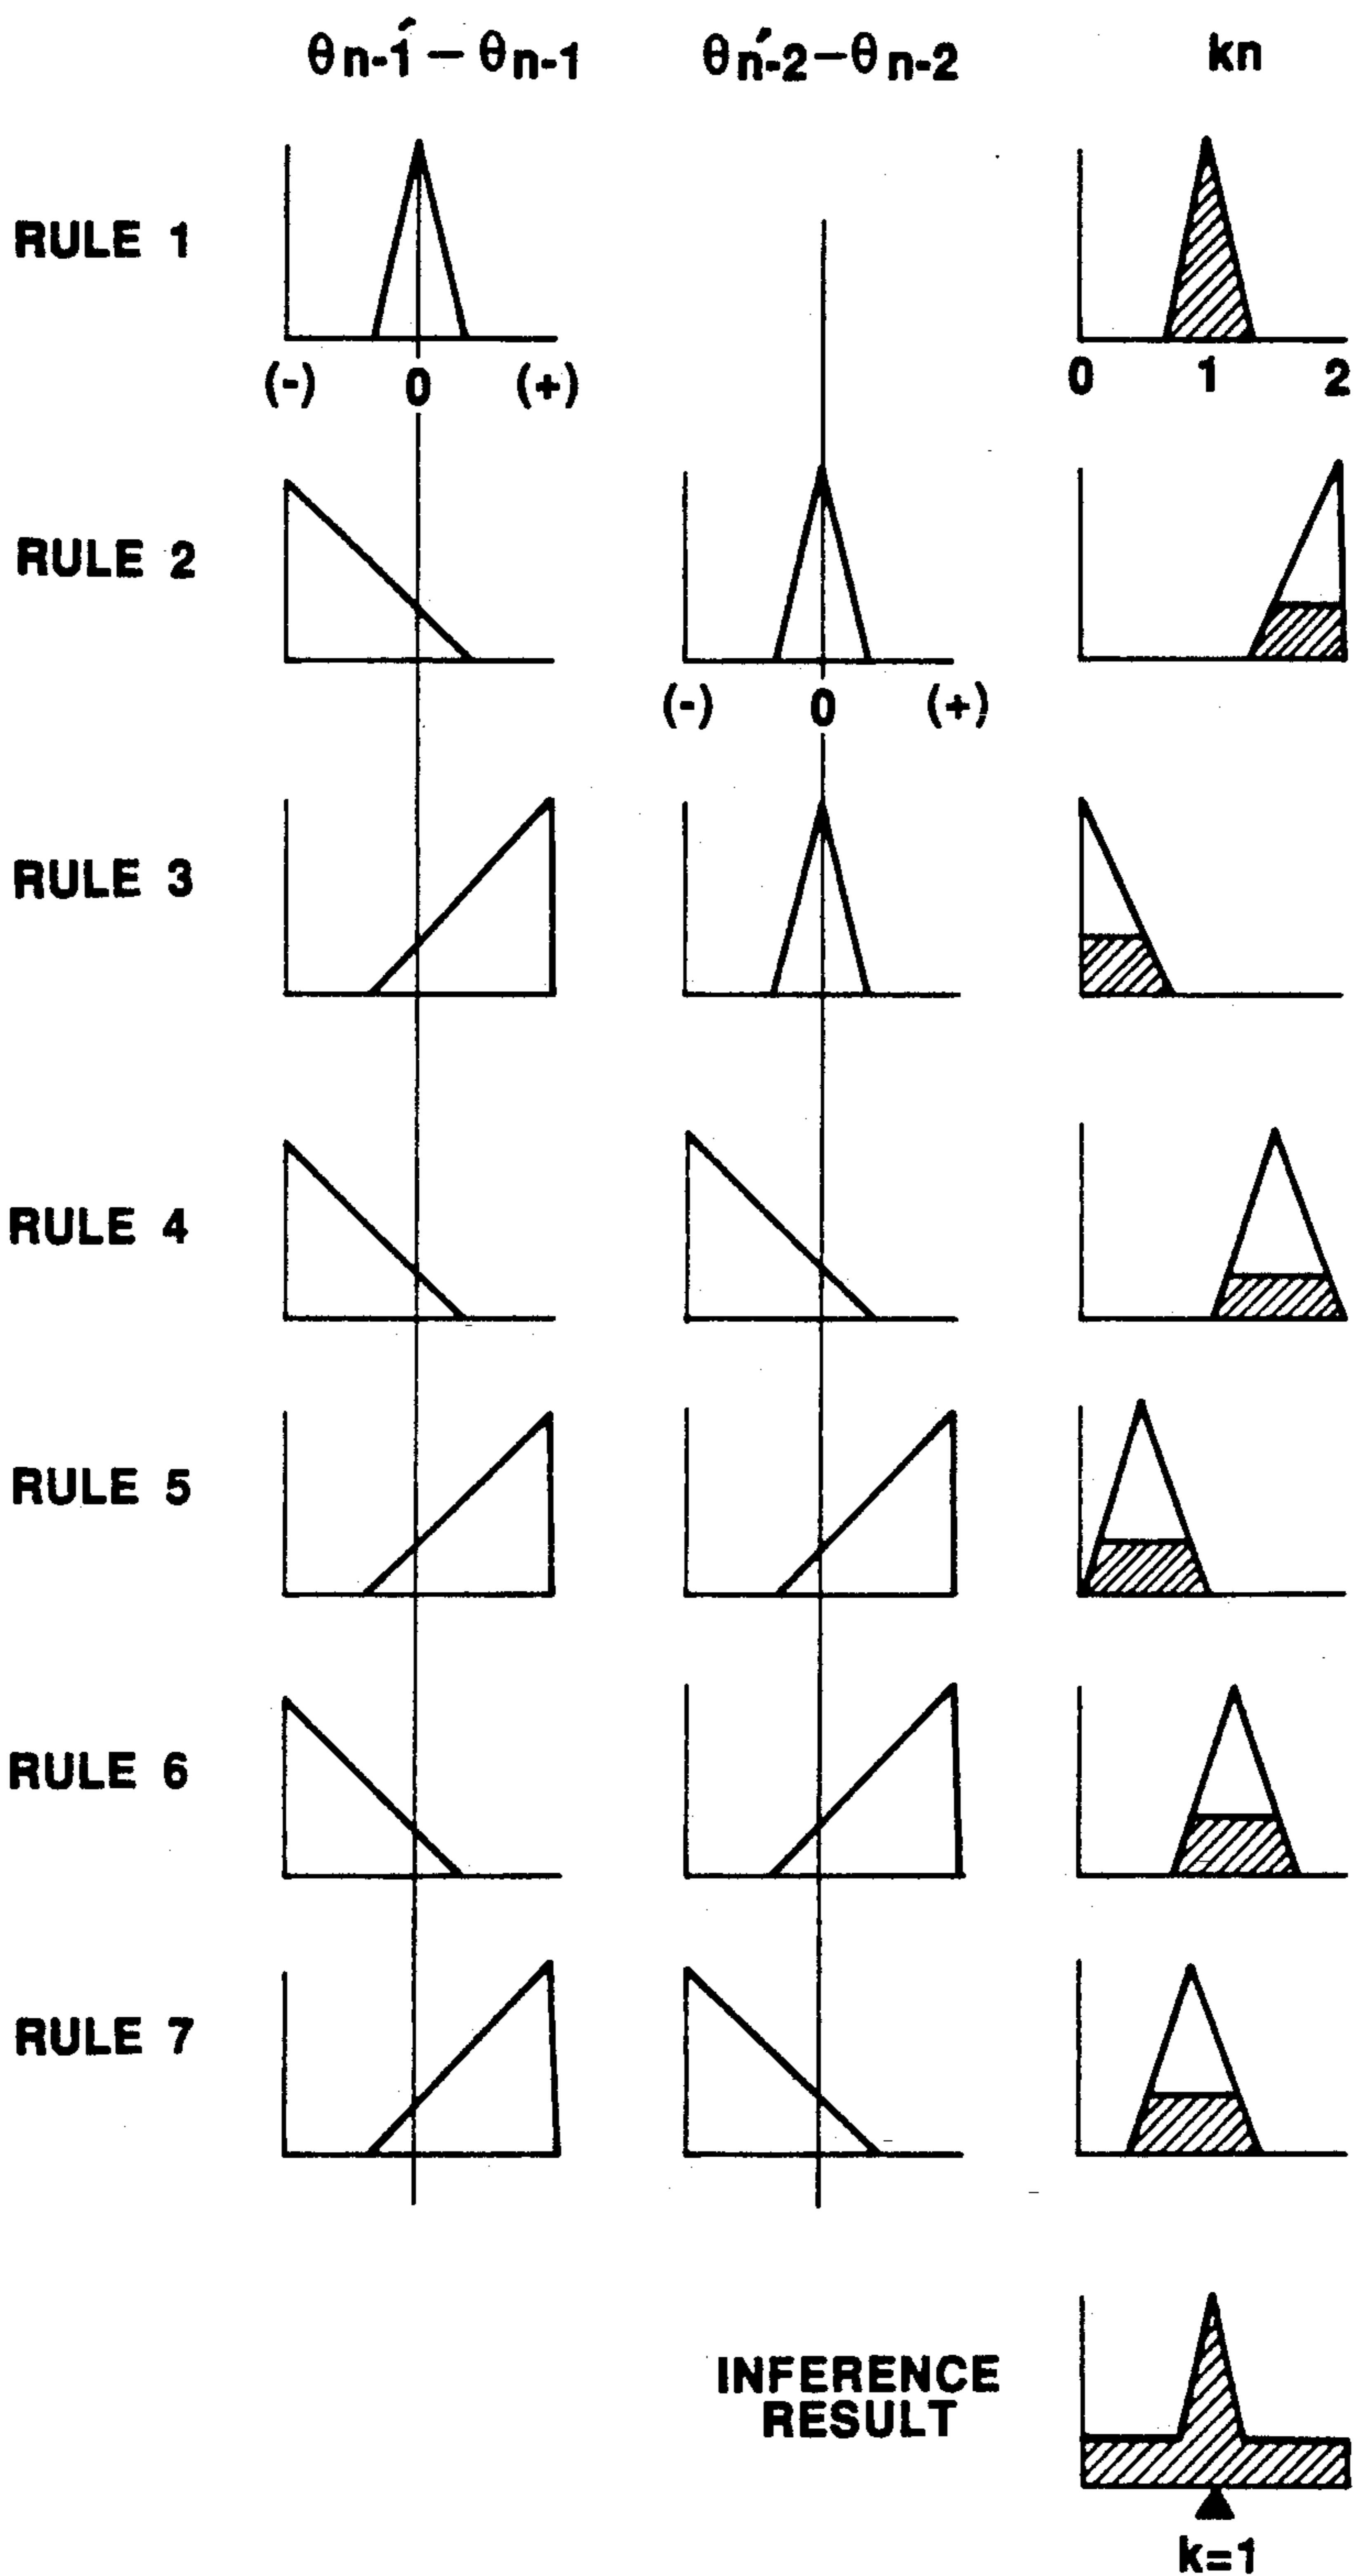 θn-1´ − θn-1 θn´-2 − θn-2 kn
RULE 1
(-) 0 (+) 0 1 2
RULE 2
(-) 0 (+)
RULE 3
RULE 4
RULE 5
RULE 6
RULE 7
INFERENCE
RESULT
k=1